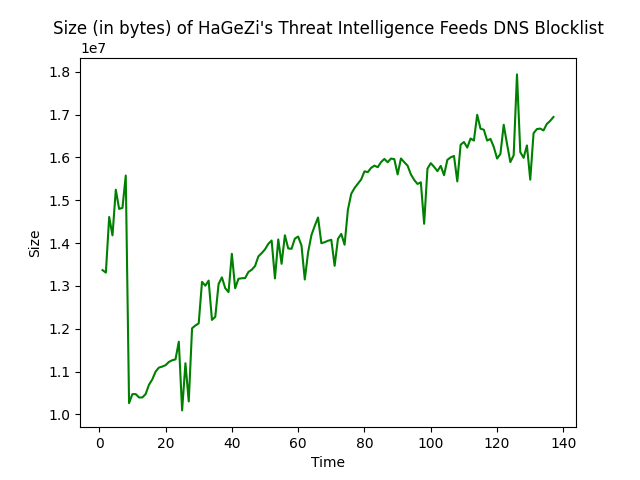 Size (in bytes) of HaGeZi's Threat Intelligence Feeds DNS Blocklist
1e7
1.8
1.7
1.6
1.5
1.4
1.3
1.2
1.1
1.0
Size
0 20 40 60 80 100 120 140
Time